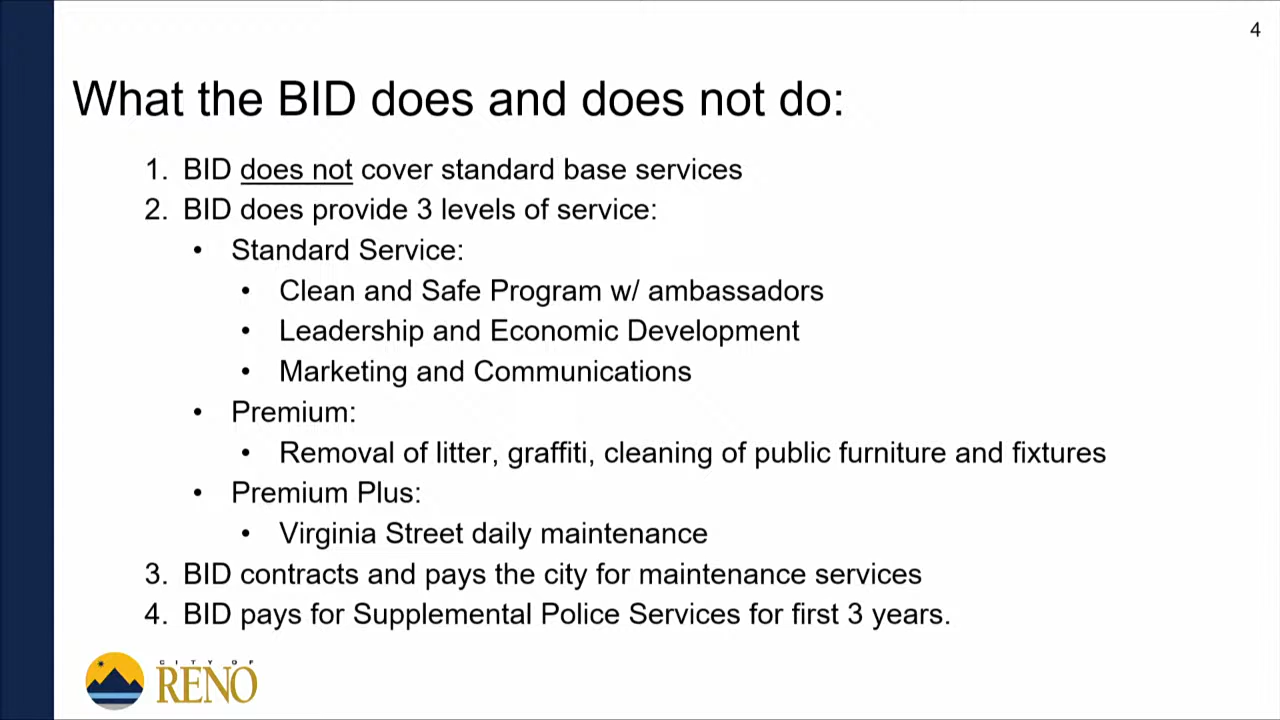 4
What the BID does and does not do:
1. BID does not cover standard base services
2. BID does provide 3 levels of service:
• Standard Service:
• Clean and Safe Program w/ ambassadors
• Leadership and Economic Development
• Marketing and Communications
• Premium:
• Removal of litter, graffiti, cleaning of public furniture and fixtures
• Premium Plus:
• Virginia Street daily maintenance
3. BID contracts and pays the city for maintenance services
4. BID pays for Supplemental Police Services for first 3 years.
CITY OF
RENO